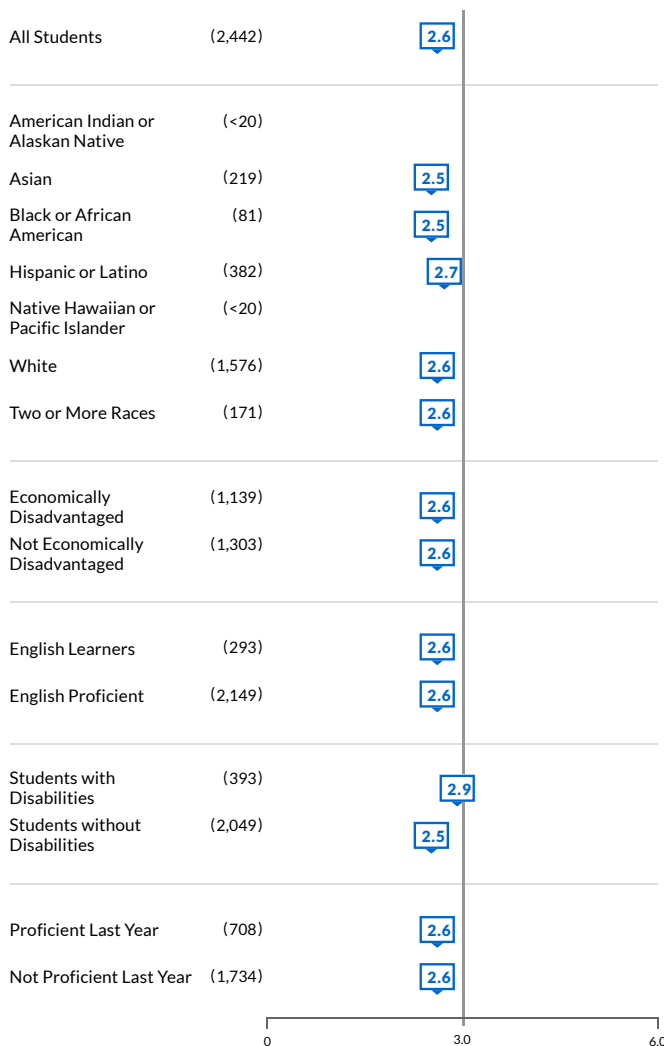 All Students (2,442) 2.6
American Indian or (<20)
Alaskan Native
Asian (219) 2.5
Black or African (81) 2.5
American
Hispanic or Latino (382) 2.7
Native Hawaiian or (<20)
Pacific Islander
White (1,576) 2.6
Two or More Races (171) 2.6
Economically (1,139) 2.6
Disadvantaged
Not Economically (1,303) 2.6
Disadvantaged
English Learners (293) 2.6
English Proficient (2,149) 2.6
Students with (393) 2.9
Disabilities
Students without (2,049) 2.5
Disabilities
Proficient Last Year (708) 2.6
Not Proficient Last Year (1,734) 2.6
0 3.0 6.0